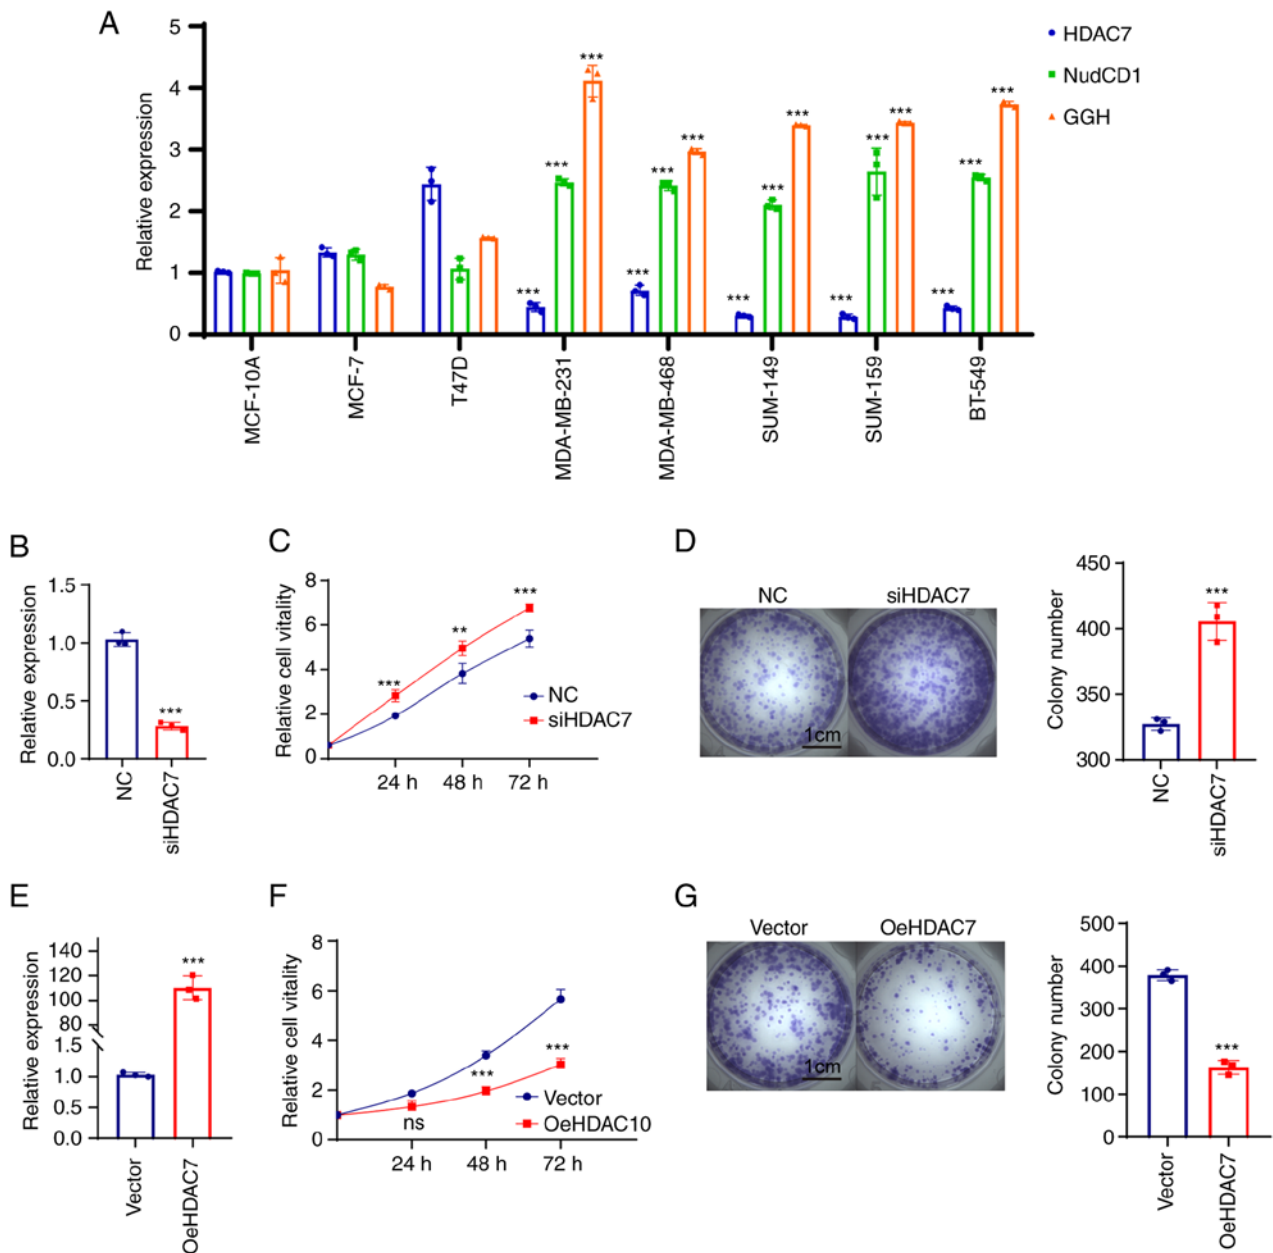 A
Relative expression
5
4
3
2
1
0
HDAC7
NudCD1
GGH
*** *** ***
*** *** ***
*** *** ***
*** *** ***
*** *** ***
MCF-10A
MCF-7
T47D
MDA-MB-231
MDA-MB-468
SUM-149
SUM-159
BT-549
B
Relative expression
1.5
1.0
0.5
0.0
***
NC
siHDAC7
C
Relative cell vitality
8
6
4
2
0
***
**
***
NC
siHDAC7
24 h 48 h 72 h
D
NC siHDAC7
1cm
Colony number
450
400
350
300
***
NC
siHDAC7
E
Relative expression
140
120
100
80
1.5
1.0
0.5
0.0
***
Vector
OeHDAC7
F
Relative cell vitality
8
6
4
2
0
ns
***
***
Vector
OeHDAC10
24 h 48 h 72 h
G
Vector OeHDAC7
1cm
Colony number
500
400
300
200
100
0
***
Vector
OeHDAC7